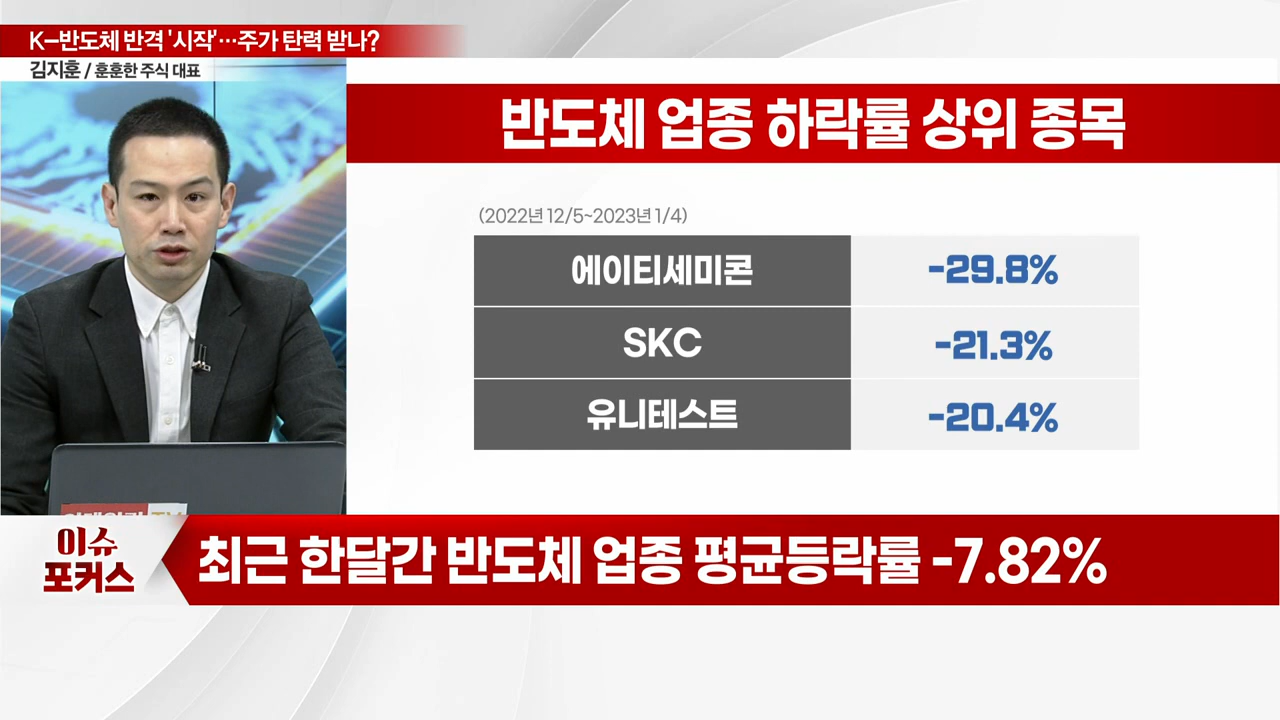 K-반도체 반격 '시작'…주가 탄력 받나?
김지훈 / 훈훈한 주식 대표
반도체 업종 하락률 상위 종목
(2022년 12/5~2023년 1/4)
에이티세미콘 -29.8%
SKC -21.3%
유니테스트 -20.4%
이슈
포커스
최근 한달간 반도체 업종 평균등락률 -7.82%